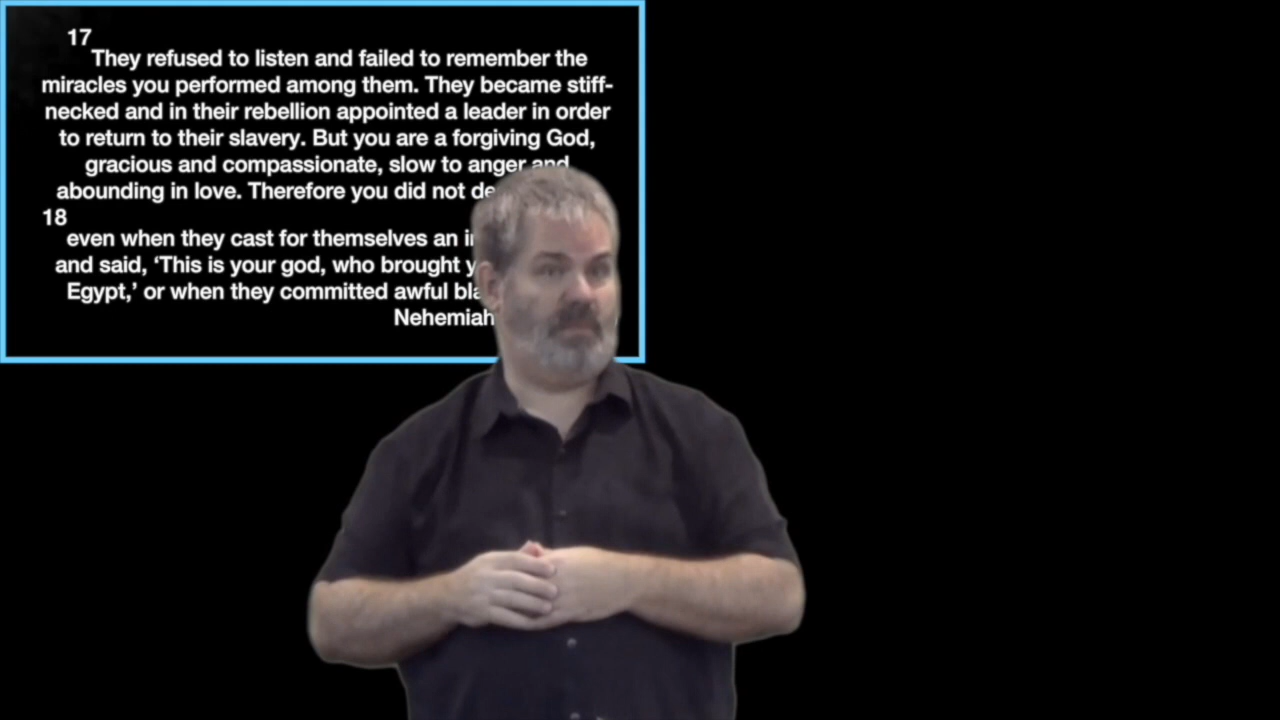 17
They refused to listen and failed to remember the
miracles you performed among them. They became stiff-
necked and in their rebellion appointed a leader in order
to return to their slavery. But you are a forgiving God,
gracious and compassionate, slow to anger and
abounding in love. Therefore you did not
18
even when they cast for themselves an
and said, ‘This is your god, who brought
Egypt,’ or when they committed awful
Nehemiah